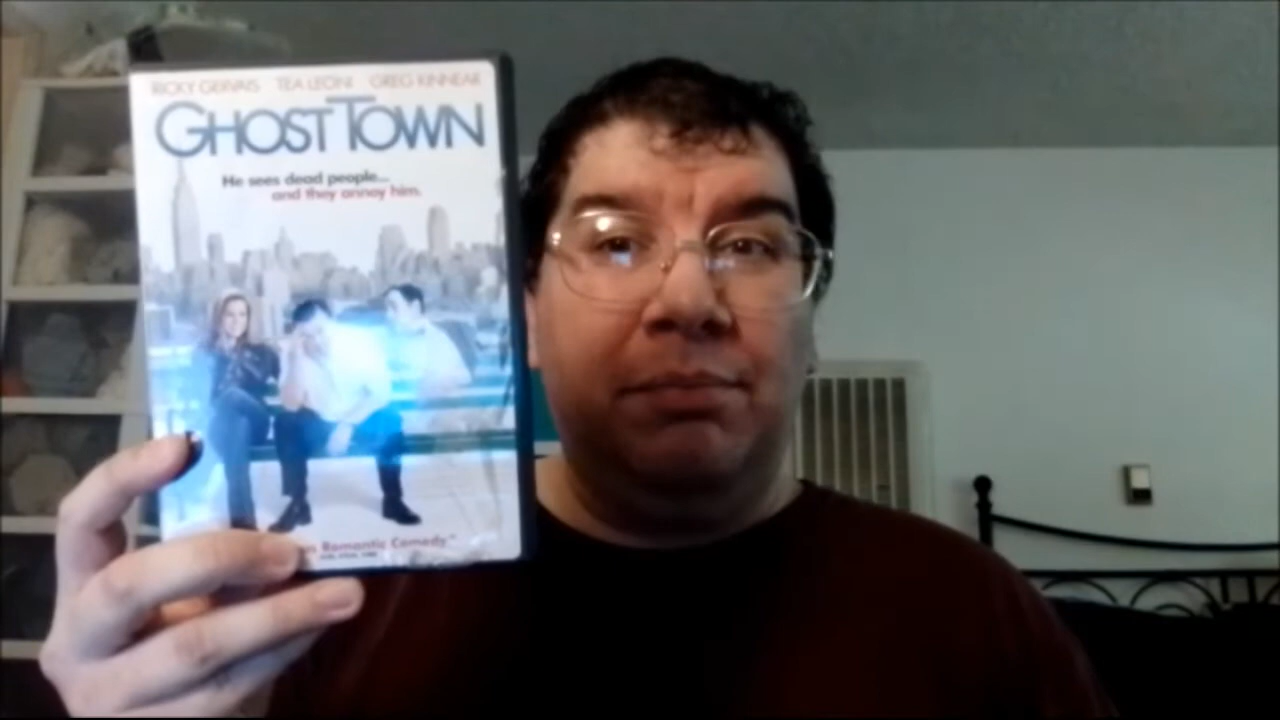 RICKY GERVAIS TEA LEONI GREG KINNEAR
GHOST TOWN
He sees dead people...
and they annoy him.
Romantic Comedy"